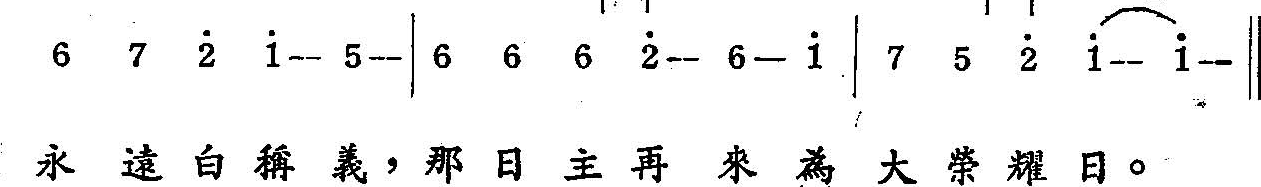 6 7 2̇ 1̇-- 5--|6 6 6 2̇-- 6— 1̇|7 5 2̇ 1̇-- 1̇--‖
永遠白稱義，那日主再來為大榮耀日。